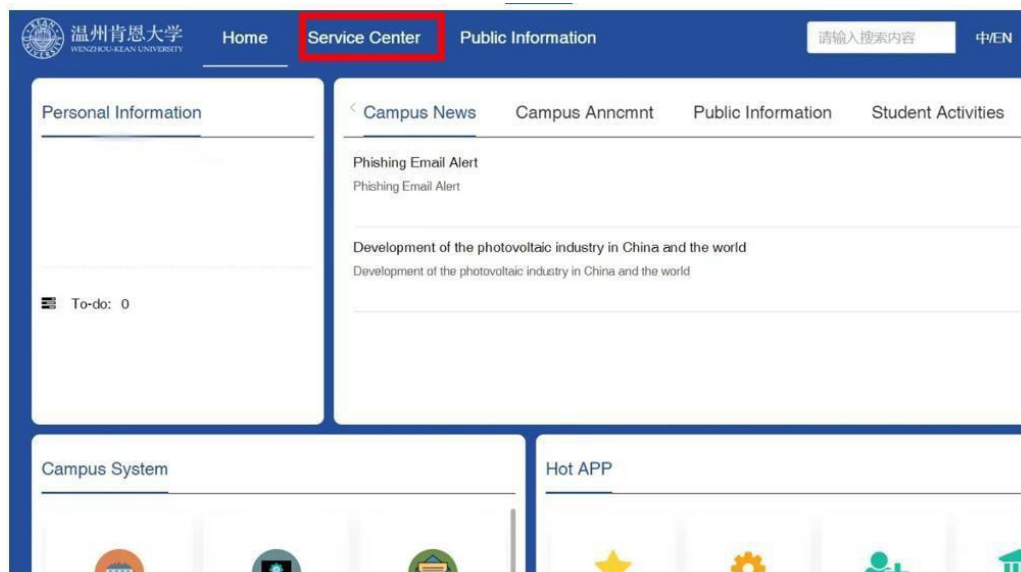 温州肯恩大学
WENZHOU-KEAN UNIVERSITY
Home
Service Center
Public Information
请输入搜索内容
中/EN
Personal Information
To-do: 0
Campus News
Campus Anncmnt
Public Information
Student Activities
Phishing Email Alert
Phishing Email Alert
Development of the photovoltaic industry in China and the world
Development of the photovoltaic industry in China and the world
Campus System
Hot APP